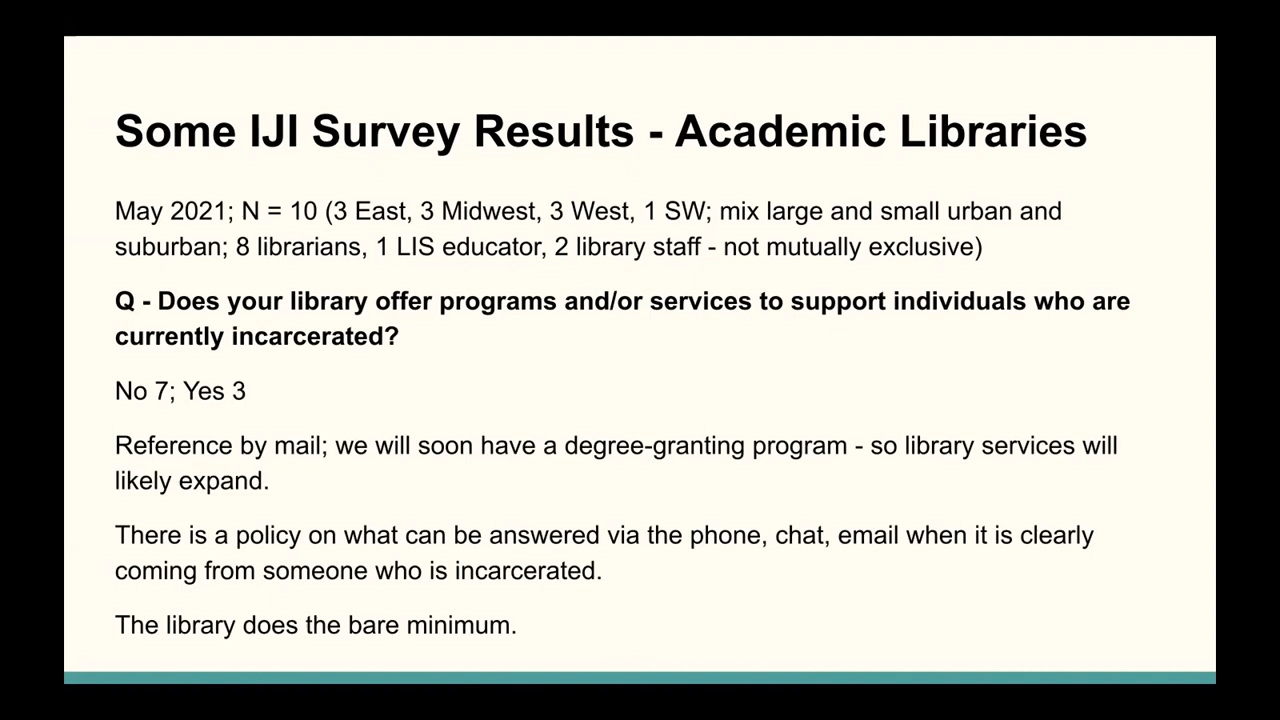 Some IJI Survey Results - Academic Libraries
May 2021; N = 10 (3 East, 3 Midwest, 3 West, 1 SW; mix large and small urban and
suburban; 8 librarians, 1 LIS educator, 2 library staff - not mutually exclusive)
Q - Does your library offer programs and/or services to support individuals who are
currently incarcerated?
No 7; Yes 3
Reference by mail; we will soon have a degree-granting program - so library services will
likely expand.
There is a policy on what can be answered via the phone, chat, email when it is clearly
coming from someone who is incarcerated.
The library does the bare minimum.